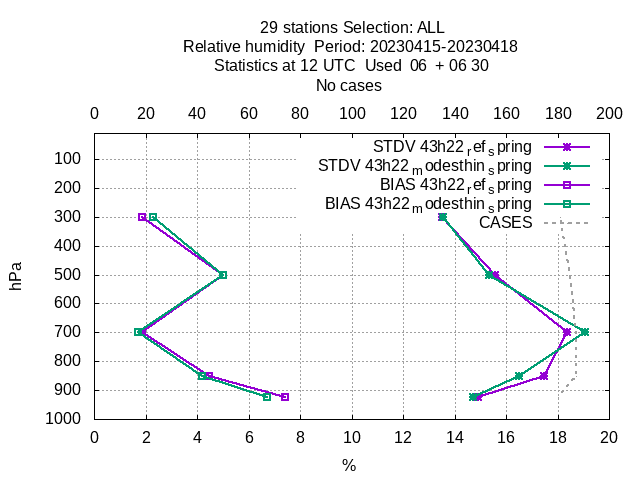 29 stations Selection: ALL
Relative humidity  Period: 20230415-20230418
Statistics at 12 UTC  Used  06  + 06 30
No cases
0 20 40 60 80 100 120 140 160 180 200
STDV 43h22_ref_spring
STDV 43h22_modesthin_spring
BIAS 43h22_ref_spring
BIAS 43h22_modesthin_spring
CASES
100
200
300
400
500
600
700
800
900
1000
hPa
0 2 4 6 8 10 12 14 16 18 20
%